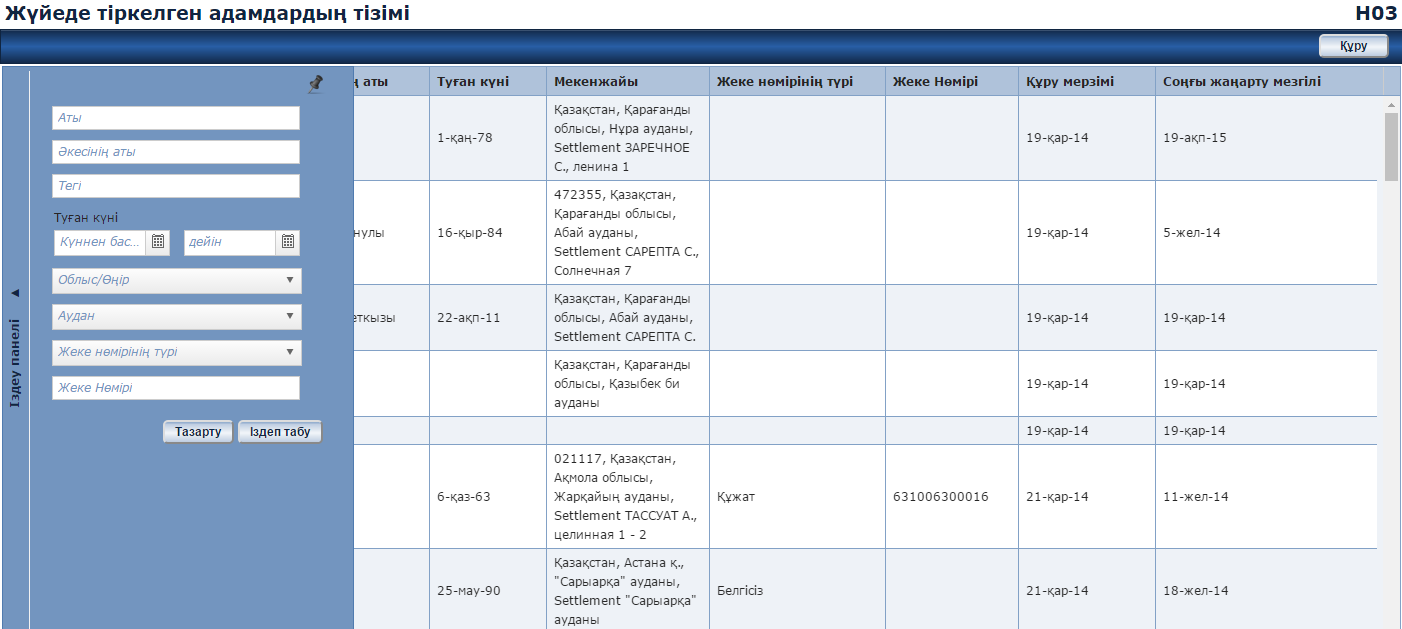 Жүйеде тіркелген адамдардың тізімі
H03
Құру
ң аты
Туған күні
Мекенжайы
Жеке нөмірінің түрі
Жеке Нөмірі
Құру мерзімі
Соңғы жаңарту мезгілі
Іздеу панелі
Аты
Әкесінің аты
Тегі
Туған күні
Күннен бас...
дейін
Облыс/Өңір
Аудан
Жеке нөмірінің түрі
Жеке Нөмірі
Тазарту
Іздеп табу
1-қаң-78
Қазақстан, Қарағанды
облысы, Нұра ауданы,
Settlement ЗАРЕЧНОЕ
С., ленина 1
19-қар-14
19-ақп-15
нулы
16-қыр-84
472355, Қазақстан,
Қарағанды облысы,
Абай ауданы,
Settlement САРЕПТА С.,
Солнечная 7
19-қар-14
5-жел-14
еткызы
22-ақп-11
Қазақстан, Қарағанды
облысы, Абай ауданы,
Settlement САРЕПТА С.
19-қар-14
19-қар-14
Қазақстан, Қарағанды
облысы, Қазыбек би
ауданы
19-қар-14
19-қар-14
19-қар-14
19-қар-14
6-қаз-63
021117, Қазақстан,
Ақмола облысы,
Жарқайың ауданы,
Settlement ТАССУАТ А.,
целинная 1 - 2
Құжат
631006300016
21-қар-14
11-жел-14
25-мау-90
Қазақстан, Астана қ.,
"Сарыарқа" ауданы,
Settlement "Сарыарқа"
ауданы
Белгісіз
21-қар-14
18-жел-14